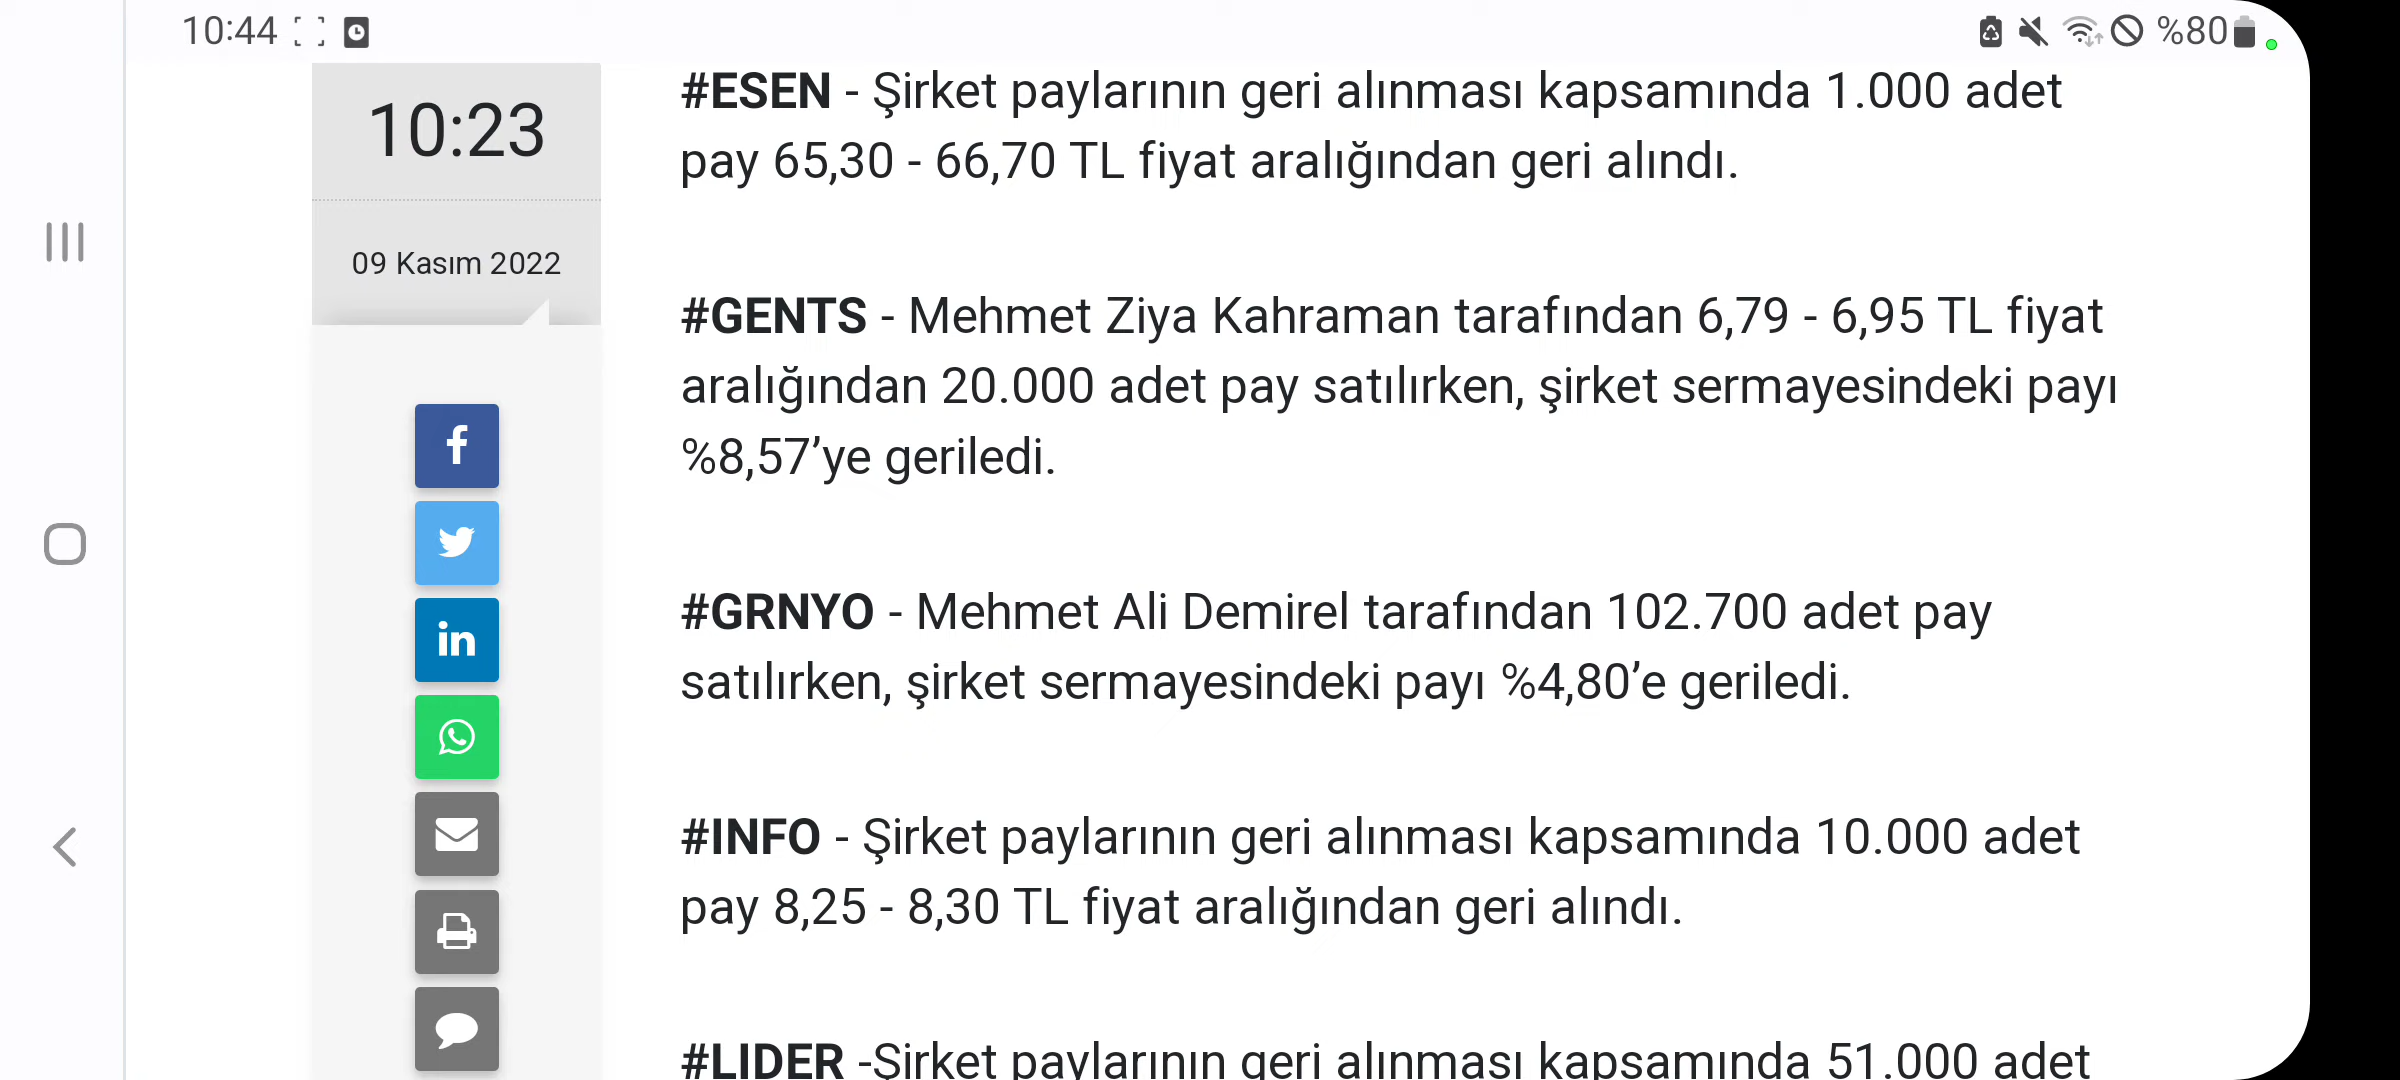 10:44
%80
10:23
09 Kasım 2022
#ESEN - Şirket paylarının geri alınması kapsamında 1.000 adet
pay 65,30 - 66,70 TL fiyat aralığından geri alındı.
#GENTS - Mehmet Ziya Kahraman tarafından 6,79 - 6,95 TL fiyat
aralığından 20.000 adet pay satılırken, şirket sermayesindeki payı
%8,57’ye geriledi.
#GRNYO - Mehmet Ali Demirel tarafından 102.700 adet pay
satılırken, şirket sermayesindeki payı %4,80’e geriledi.
#INFO - Şirket paylarının geri alınması kapsamında 10.000 adet
pay 8,25 - 8,30 TL fiyat aralığından geri alındı.
#LIDER -Şirket paylarının geri alınması kapsamında 51.000 adet